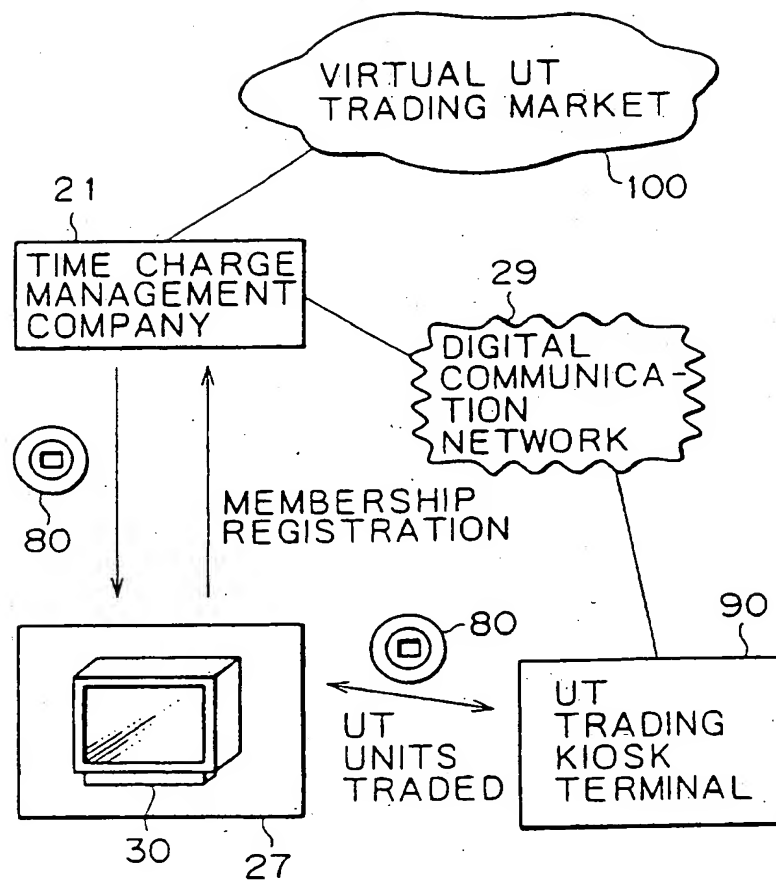 VIRTUAL UT
TRADING MARKET
100
21
TIME CHARGE
MANAGEMENT
COMPANY
29
DIGITAL
COMMUNICA-
TION
NETWORK
80
MEMBERSHIP
REGISTRATION
80
90
UT
UNITS
TRADED
UT
TRADING
KIOSK
TERMINAL
30
27